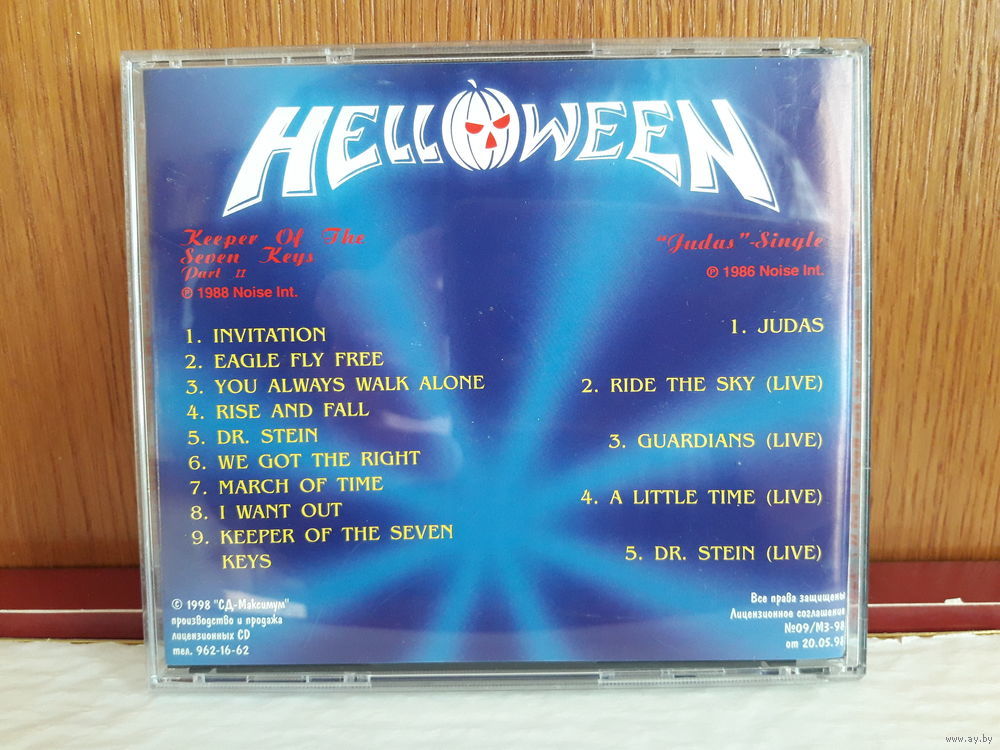 HELLOWEEN
Keeper Of The
Seven Keys
Part II
℗ 1988 Noise Int.
1. INVITATION
2. EAGLE FLY FREE
3. YOU ALWAYS WALK ALONE
4. RISE AND FALL
5. DR. STEIN
6. WE GOT THE RIGHT
7. MARCH OF TIME
8. I WANT OUT
9. KEEPER OF THE SEVEN
KEYS
"Judas"-Single
℗ 1986 Noise Int.
1. JUDAS
2. RIDE THE SKY (LIVE)
3. GUARDIANS (LIVE)
4. A LITTLE TIME (LIVE)
5. DR. STEIN (LIVE)
© 1998 "СД-Максимум"
производство и продажа
лицензионных CD
тел. 962-16-62
Все права защищены
Лицензионное соглашение
№09/МЗ-98
от 20.05.98
www.ay.by